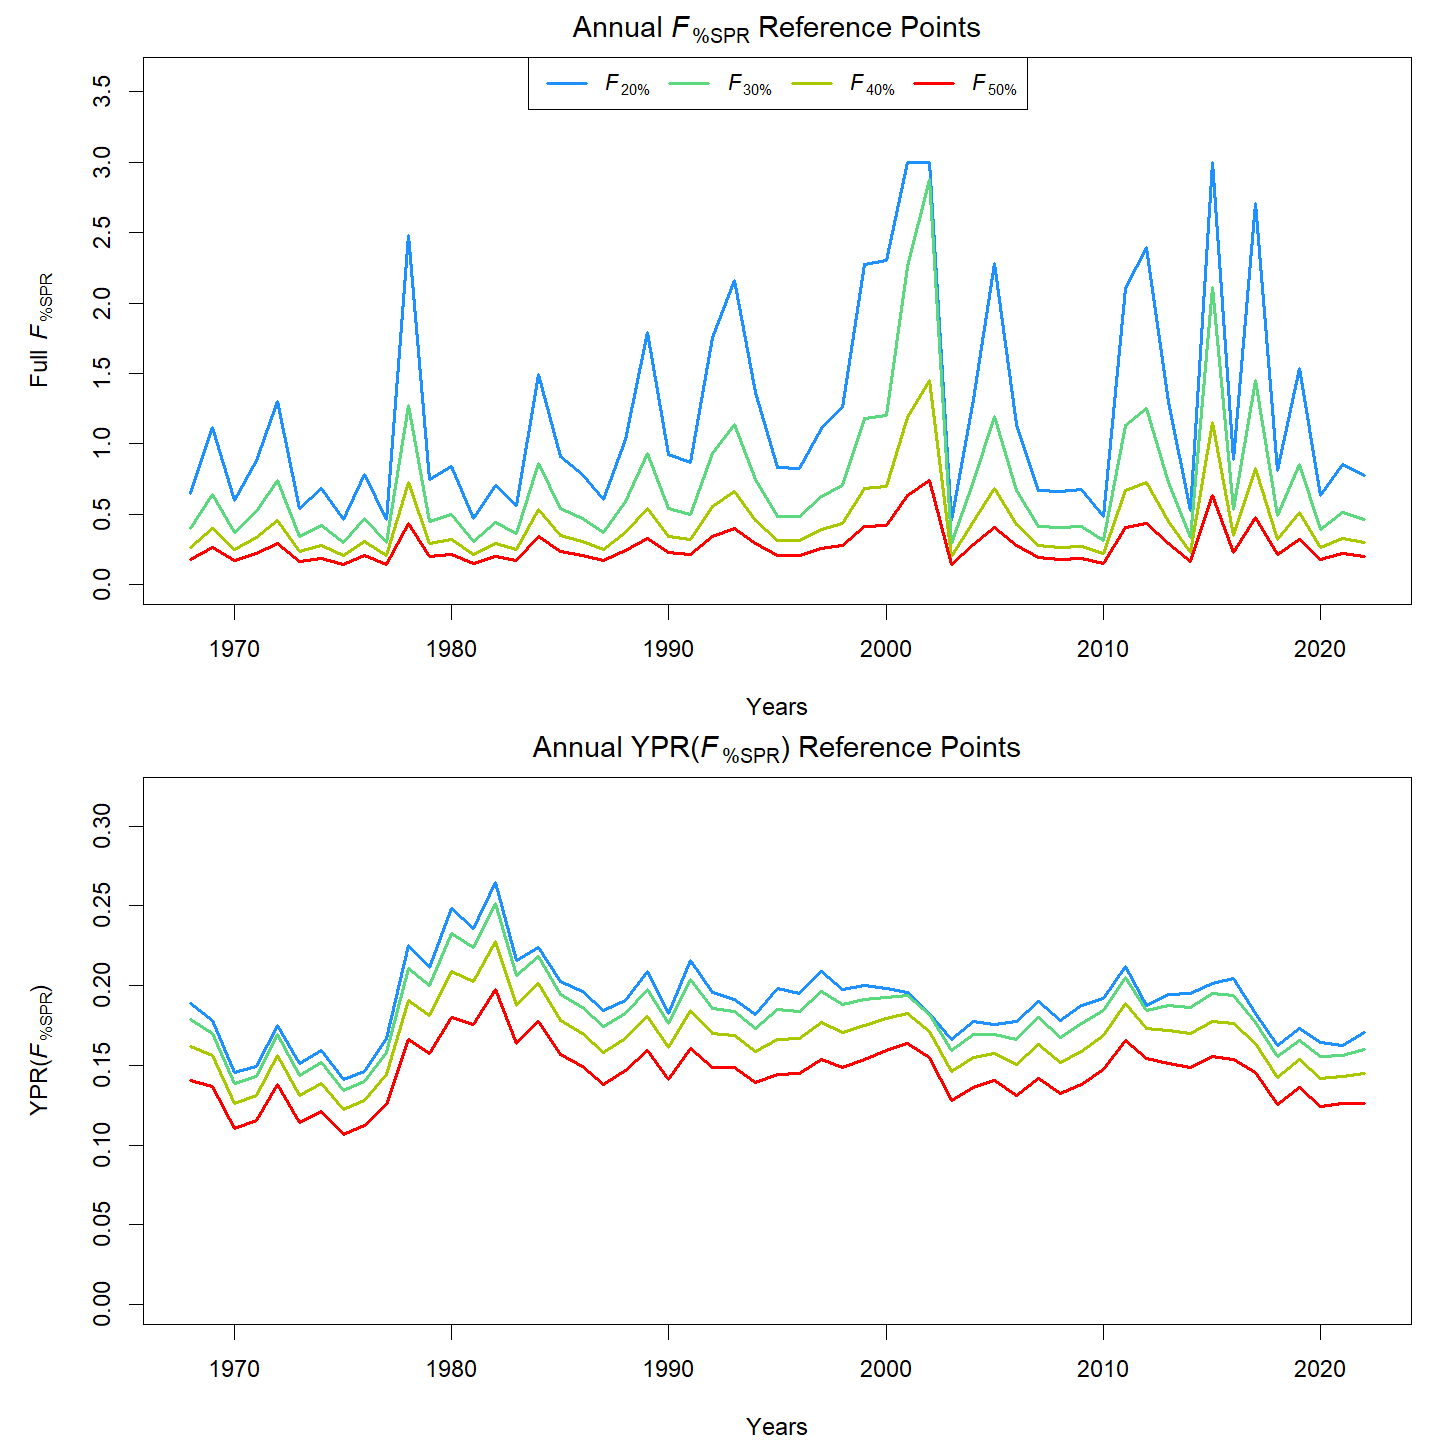 Annual F%SPR Reference Points
F20% F30% F40% F50%
3.5
3.0
2.5
2.0
1.5
1.0
0.5
0.0
Full F%SPR
1970 1980 1990 2000 2010 2020
Years
Annual YPR(F%SPR) Reference Points
0.30
0.25
0.20
0.15
0.10
0.05
0.00
YPR(F%SPR)
1970 1980 1990 2000 2010 2020
Years